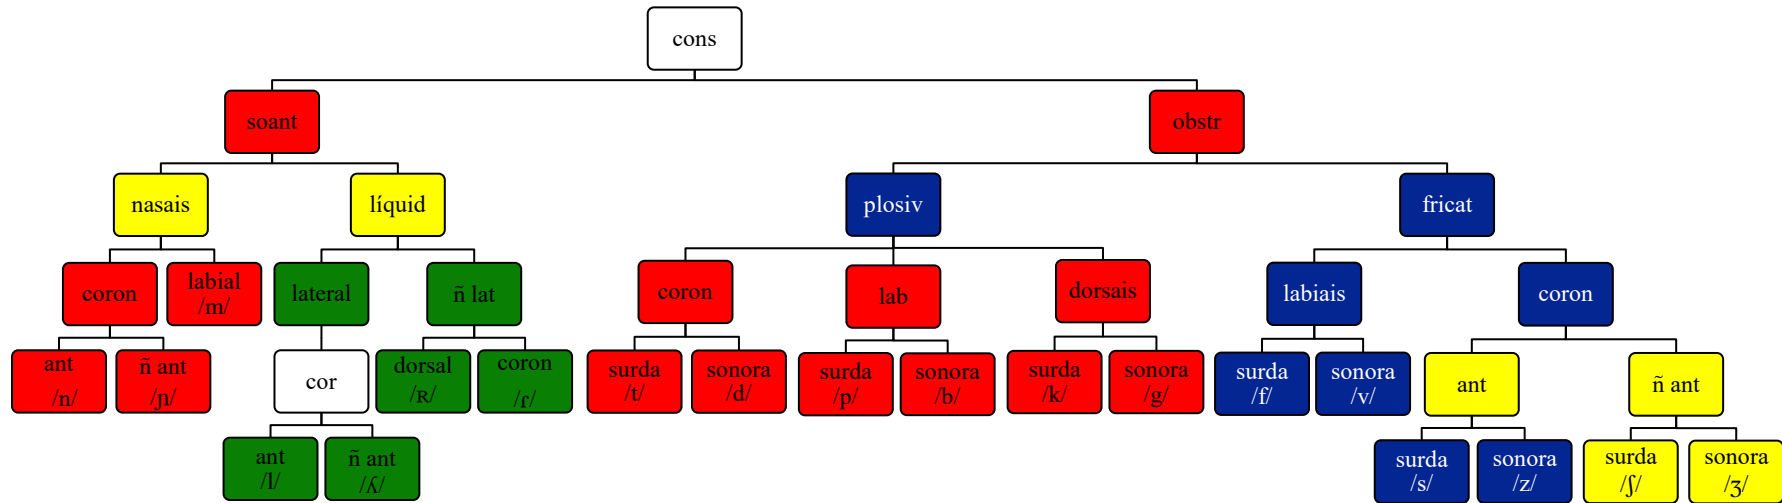 cons
soant
obstr
nasais
líquid
plosiv
fricat
coron
labial
/m/
lateral
ñ lat
coron
lab
dorsais
labiais
coron
ant
/n/
ñ ant
/ɲ/
cor
dorsal
/ʀ/
coron
/ɾ/
surda
/t/
sonora
/d/
surda
/p/
sonora
/b/
surda
/k/
sonora
/g/
surda
/f/
sonora
/v/
ant
ñ ant
ant
/l/
ñ ant
/ʎ/
surda
/s/
sonora
/z/
surda
/ʃ/
sonora
/ʒ/